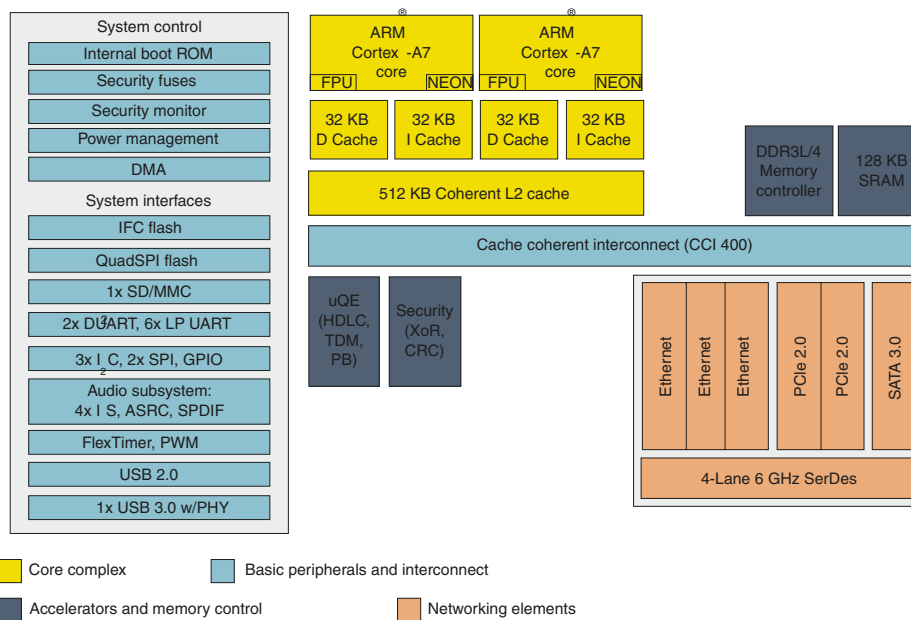 System control
Internal boot ROM
Security fuses
Security monitor
Power management
DMA
System interfaces
IFC flash
QuadSPI flash
1x SD/MMC
2x DUART, 6x LP UART
3x I2C, 2x SPI, GPIO
Audio subsystem:
4x I2S, ASRC, SPDIF
FlexTimer, PWM
USB 2.0
1x USB 3.0 w/PHY
ARM®
Cortex -A7
core
FPU
NEON
ARM®
Cortex -A7
core
FPU
NEON
32 KB
D Cache
32 KB
I Cache
32 KB
D Cache
32 KB
I Cache
512 KB Coherent L2 cache
DDR3L/4
Memory
controller
128 KB
SRAM
Cache coherent interconnect (CCI 400)
uQE
(HDLC,
TDM,
PB)
Security
(XoR,
CRC)
Ethernet
Ethernet
Ethernet
PCIe 2.0
PCIe 2.0
SATA 3.0
4-Lane 6 GHz SerDes
Core complex
Basic peripherals and interconnect
Accelerators and memory control
Networking elements